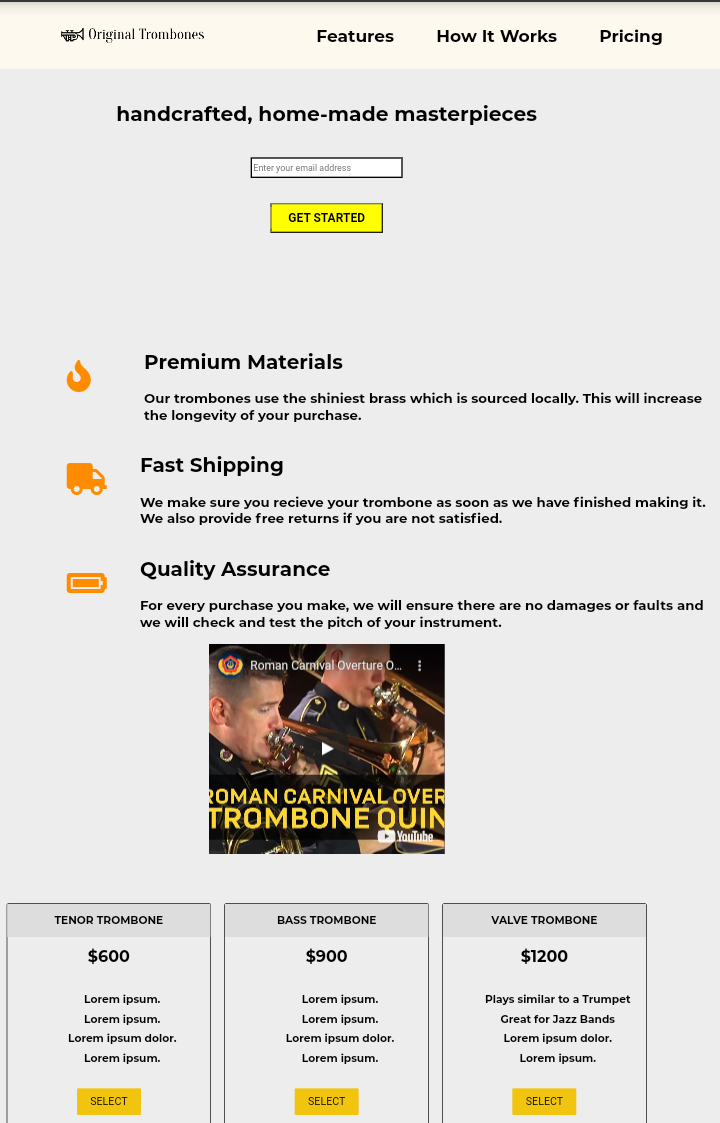 Original Trombones
Features
How It Works
Pricing
handcrafted, home-made masterpieces
Enter your email address
GET STARTED
Premium Materials
Our trombones use the shiniest brass which is sourced locally. This will increase
the longevity of your purchase.
Fast Shipping
We make sure you recieve your trombone as soon as we have finished making it.
We also provide free returns if you are not satisfied.
Quality Assurance
For every purchase you make, we will ensure there are no damages or faults and
we will check and test the pitch of your instrument.
Roman Carnival Overture O...
ROMAN CARNIVAL OVER
TROMBONE QUIN
YouTube
TENOR TROMBONE
$600
Lorem ipsum.
Lorem ipsum.
Lorem ipsum dolor.
Lorem ipsum.
SELECT
BASS TROMBONE
$900
Lorem ipsum.
Lorem ipsum.
Lorem ipsum dolor.
Lorem ipsum.
SELECT
VALVE TROMBONE
$1200
Plays similar to a Trumpet
Great for Jazz Bands
Lorem ipsum dolor.
Lorem ipsum.
SELECT